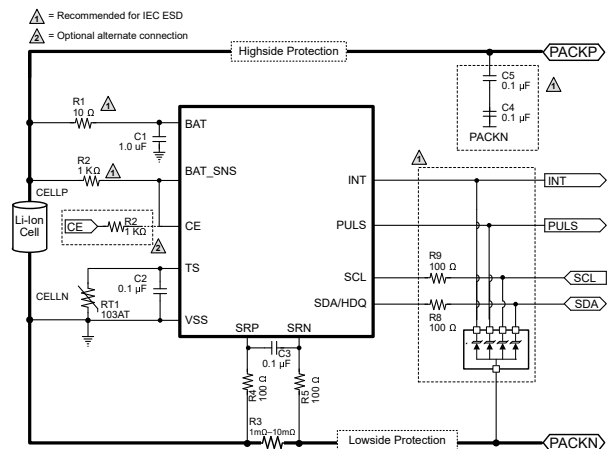 1 = Recommended for IEC ESD
2 = Optional alternate connection
Highside Protection
PACKP
C5
0.1 µF
1
C4
0.1 µF
PACKN
R1
10 Ω
1
BAT
C1
1.0 uF
R2
1 KΩ
1
BAT_SNS
1
INT
INT
CELLP
Li-Ion
Cell
CE
R2
1 KΩ
2
CE
PULS
PULS
TS
C2
0.1 µF
R9
100 Ω
SCL
SCL
CELLN
RT1
103AT
VSS
SDA/HDQ
R8
100 Ω
SDA
SRP
SRN
C3
0.1 µF
R4
100 Ω
R5
100 Ω
R3
1mΩ–10mΩ
Lowside Protection
PACKN